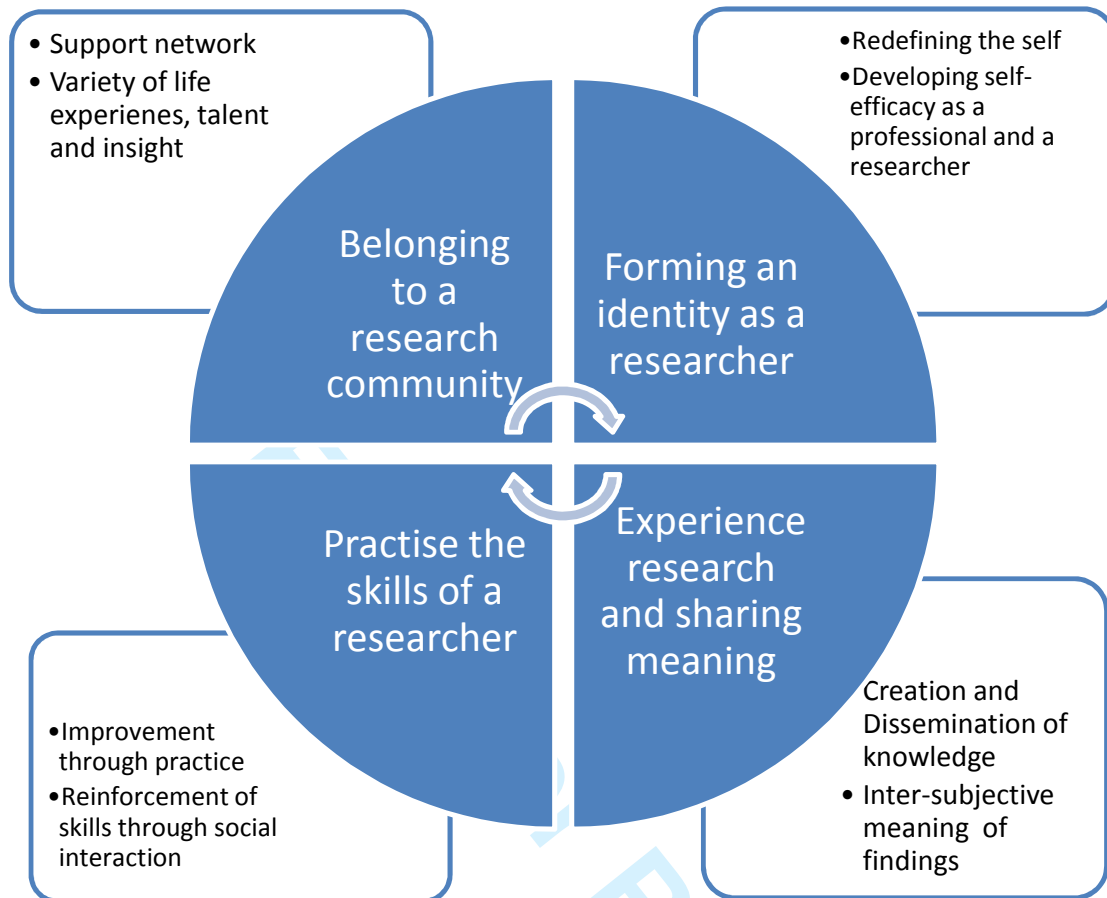 • Support network
• Variety of life
experienes, talent
and insight
•Redefining the self
•Developing self-
efficacy as a
professional and a
researcher
Belonging
to a
research
community
Forming an
identity as a
researcher
Practise the
skills of a
researcher
Experience
research
and sharing
meaning
•Improvement
through practice
•Reinforcement of
skills through social
interaction
Creation and
Dissemination of
knowledge
• Inter-subjective
meaning of
findings